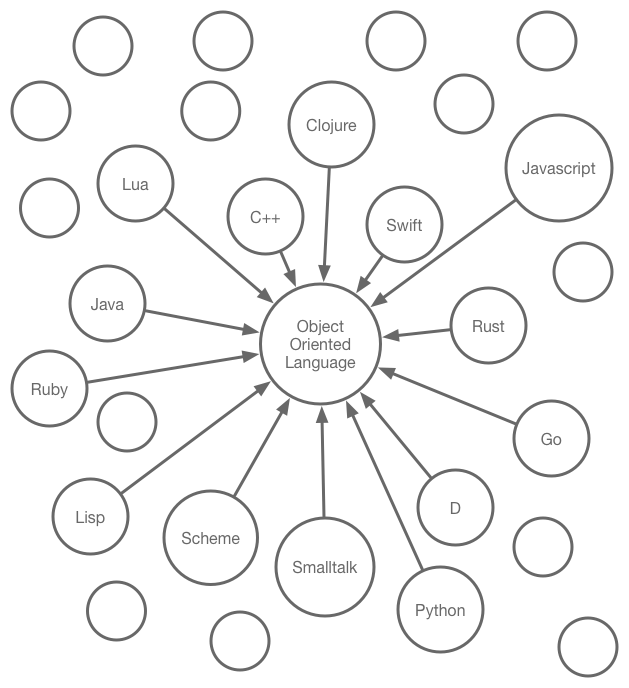 Clojure
Javascript
Lua
C++
Swift
Java
Object
Oriented
Language
Rust
Ruby
Go
Lisp
D
Scheme
Smalltalk
Python